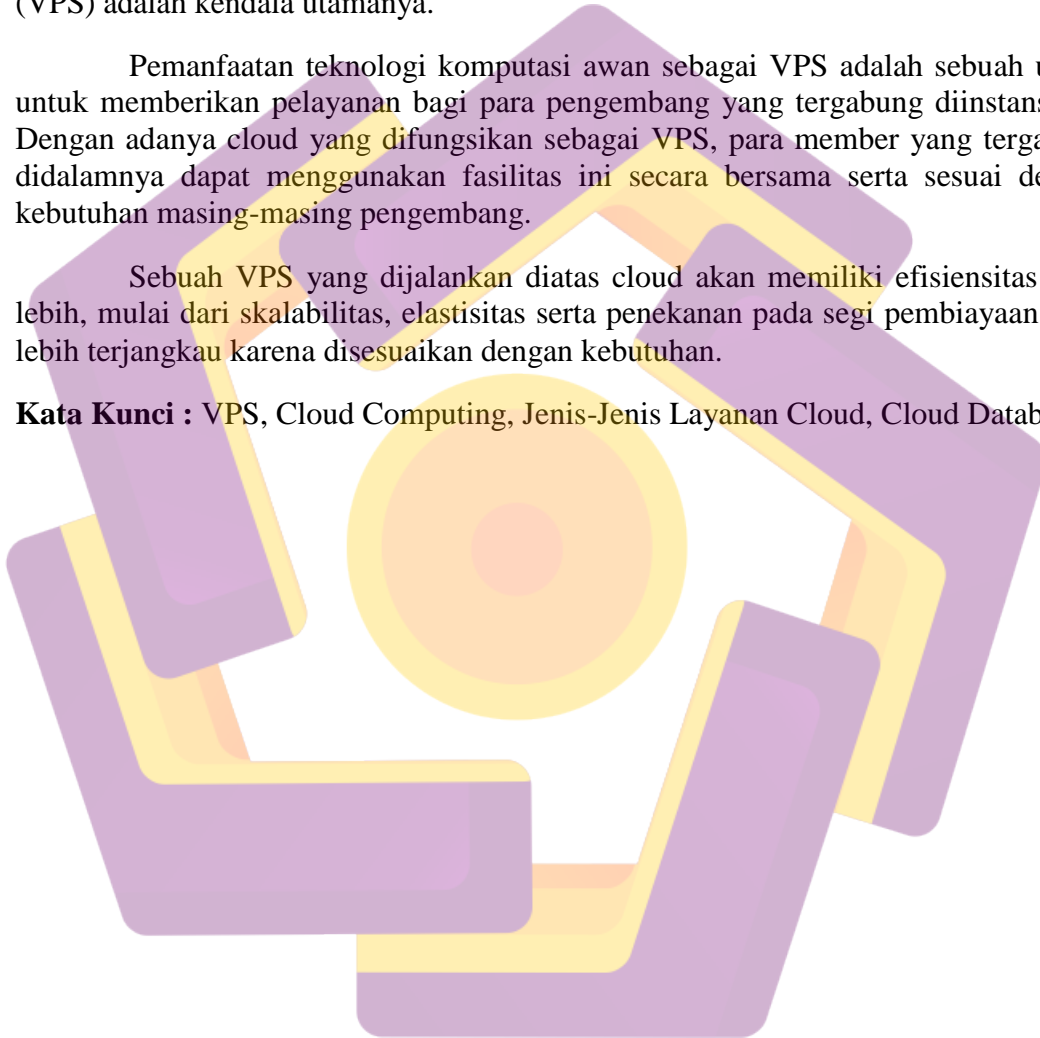 (VPS) adalah kendala utamanya.
Pemanfaatan teknologi komputasi awan sebagai VPS adalah sebuah
untuk memberikan pelayanan bagi para pengembang yang tergabung
Dengan adanya cloud yang difungsikan sebagai VPS, para member yang
didalamnya dapat menggunakan fasilitas ini secara bersama serta sesuai
kebutuhan masing-masing pengembang.
Sebuah VPS yang dijalankan diatas cloud akan memiliki efisiensitas
lebih, mulai dari skalabilitas, elastisitas serta penekanan pada segi pembiayaan
lebih terjangkau karena disesuaikan dengan kebutuhan.
Kata Kunci : VPS, Cloud Computing, Jenis-Jenis Layanan Cloud, Cloud